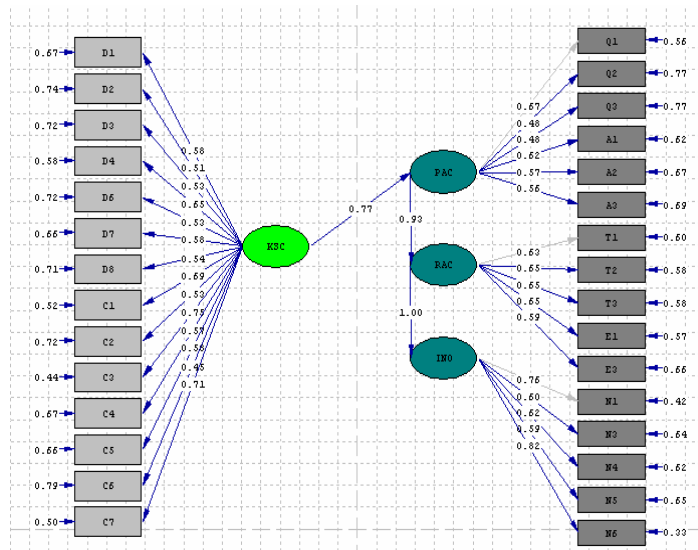 0.67 D1
0.74 D2
0.72 D3
0.58 D4
0.72 D6
0.66 D7
0.71 D8
0.52 C1
0.72 C2
0.44 C3
0.67 C4
0.66 C5
0.79 C6
0.50 C7
0.58
0.51
0.53
0.65
0.53
0.58
0.54
0.69
0.53
0.75
0.57
0.58
0.45
0.71
KSC
0.77
PAC
0.93
RAC
1.00
INO
0.67
0.48
0.48
0.62
0.57
0.56
0.63
0.65
0.65
0.65
0.59
0.76
0.60
0.62
0.59
0.82
Q1 0.56
Q2 0.77
Q3 0.77
A1 0.62
A2 0.67
A3 0.69
T1 0.60
T2 0.58
T3 0.58
E1 0.57
E3 0.66
N1 0.42
N3 0.64
N4 0.62
N5 0.65
N6 0.33